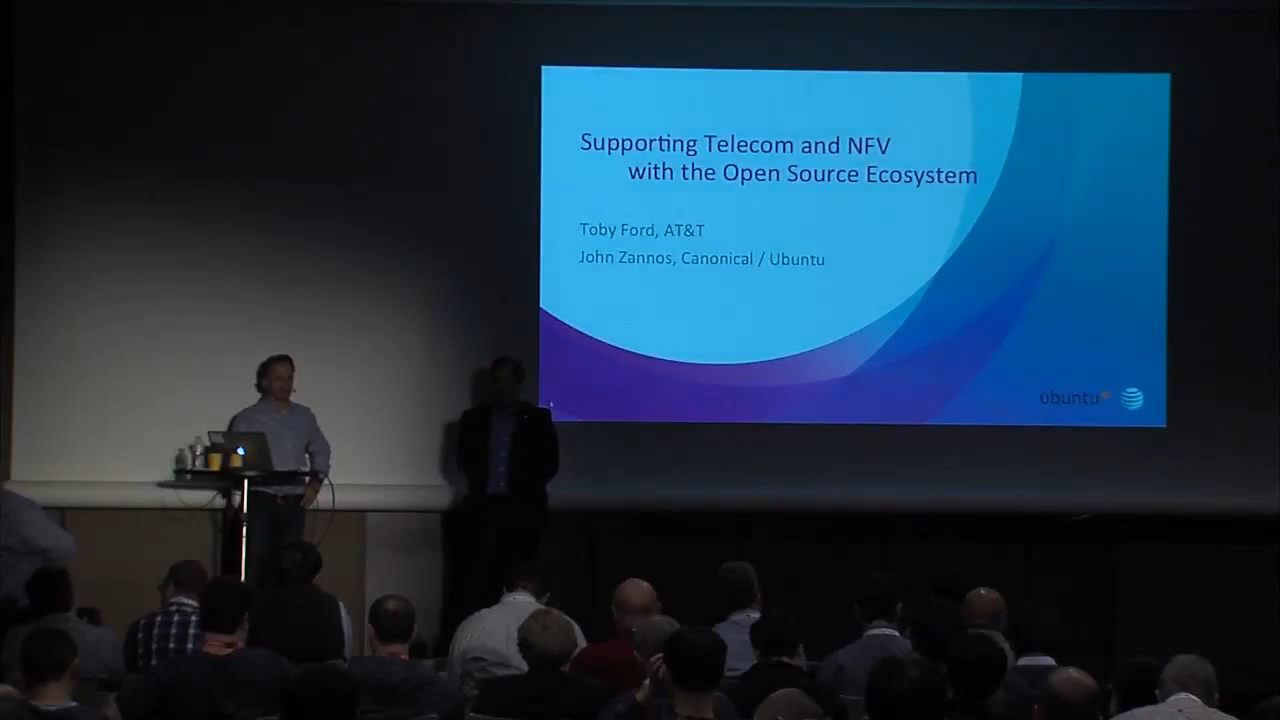 Supporting Telecom and NFV
with the Open Source Ecosystem
Toby Ford, AT&T
John Zannos, Canonical / Ubuntu
ubuntu